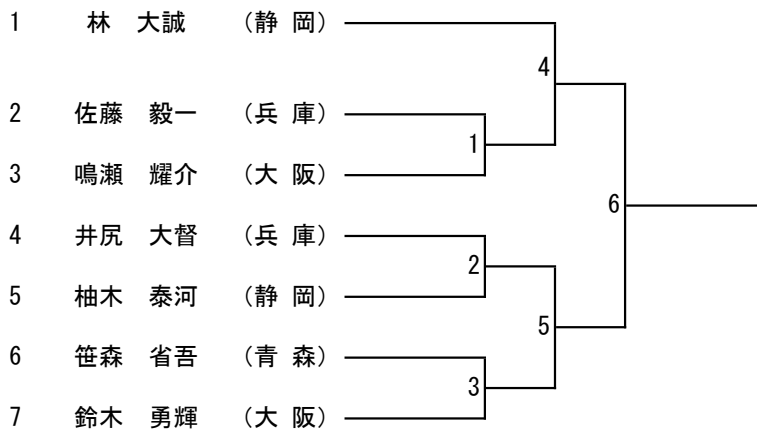 1 林 大誠 （静 岡）
4
2 佐藤 毅一 （兵 庫）
1
3 鳴瀬 耀介 （大 阪）
6
4 井尻 大督 （兵 庫）
2
5 柚木 泰河 （静 岡）
5
6 笹森 省吾 （青 森）
3
7 鈴木 勇輝 （大 阪）